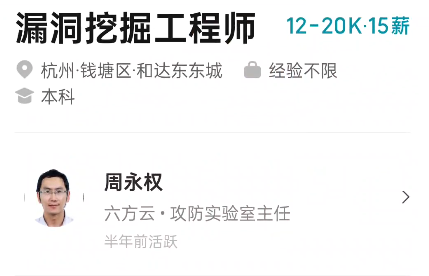 漏洞挖掘工程师 12-20K·15薪
杭州·钱塘区·和达东东城 经验不限
本科
周永权
六方云·攻防实验室主任
半年前活跃